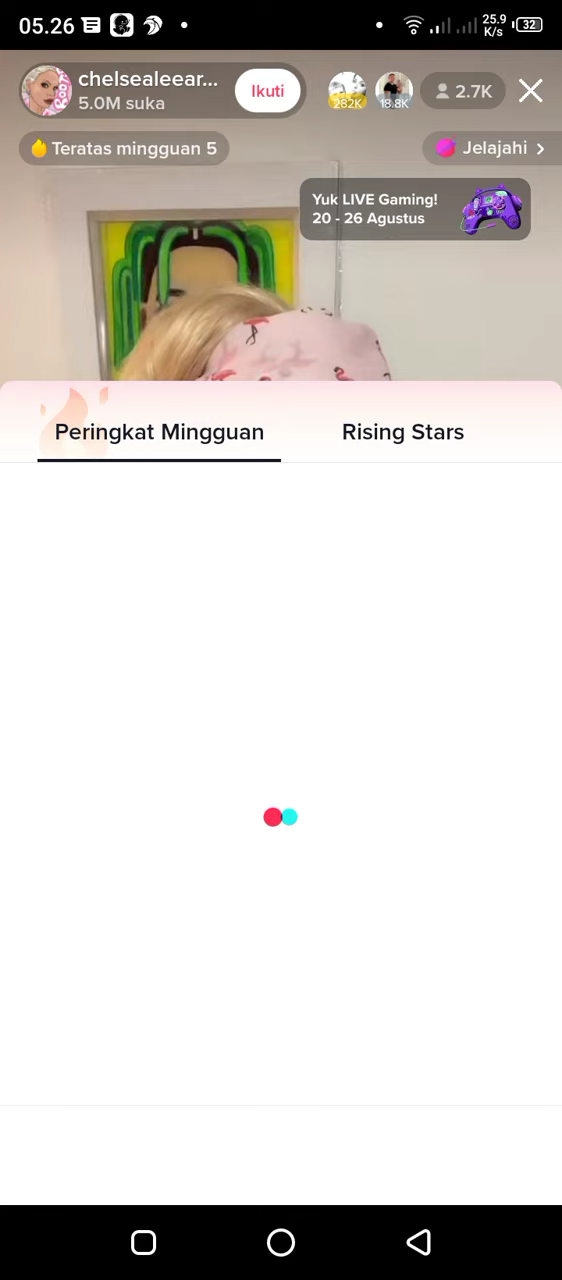 05.26
25.9
K/s
32
chelsealeear...
5.0M suka
Ikuti
282K
18.8K
2.7K
Teratas mingguan 5
Jelajahi
Yuk LIVE Gaming!
20 - 26 Agustus
Peringkat Mingguan
Rising Stars